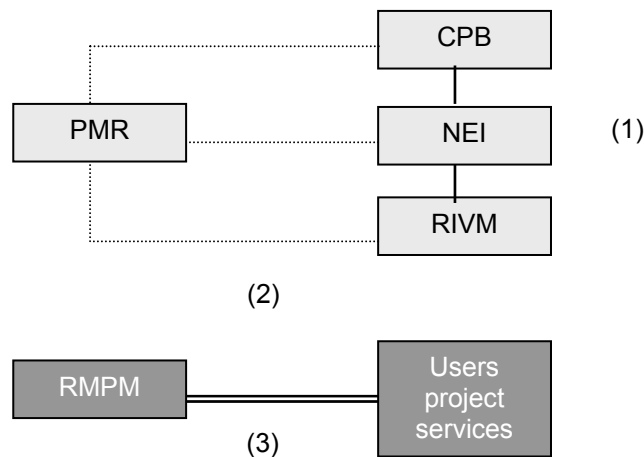 CPB
PMR
NEI
(1)
RIVM
(2)
RMPM
Users
project
services
(3)